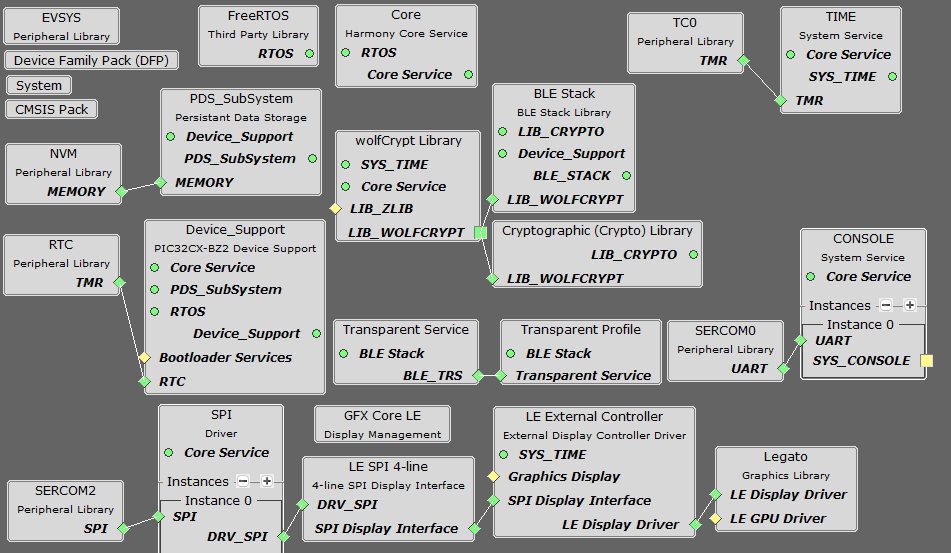 EVSYS
Peripheral Library
Device Family Pack (DFP)
System
CMSIS Pack
FreeRTOS
Third Party Library
RTOS
Core
Harmony Core Service
RTOS
Core Service
TC0
Peripheral Library
TMR
TIME
System Service
Core Service
SYS_TIME
TMR
PDS_SubSystem
Persistant Data Storage
Device_Support
PDS_SubSystem
MEMORY
NVM
Peripheral Library
MEMORY
wolfCrypt Library
SYS_TIME
Core Service
LIB_ZLIB
LIB_WOLFCRYPT
BLE Stack
BLE Stack Library
LIB_CRYPTO
Device_Support
BLE_STACK
LIB_WOLFCRYPT
Cryptographic (Crypto) Library
LIB_CRYPTO
LIB_WOLFCRYPT
RTC
Peripheral Library
TMR
Device_Support
PIC32CX-BZ2 Device Support
Core Service
PDS_SubSystem
RTOS
Device_Support
Bootloader Services
RTC
Transparent Service
BLE Stack
BLE_TRS
Transparent Profile
BLE Stack
Transparent Service
SERCOM0
Peripheral Library
UART
CONSOLE
System Service
Core Service
Instances
Instance 0
UART
SYS_CONSOLE
SERCOM2
Peripheral Library
SPI
SPI
Driver
Core Service
Instances
Instance 0
SPI
DRV_SPI
GFX Core LE
Display Management
LE SPI 4-line
4-line SPI Display Interface
DRV_SPI
SPI Display Interface
LE External Controller
External Display Controller Driver
SYS_TIME
Graphics Display
SPI Display Interface
LE Display Driver
Legato
Graphics Library
LE Display Driver
LE GPU Driver